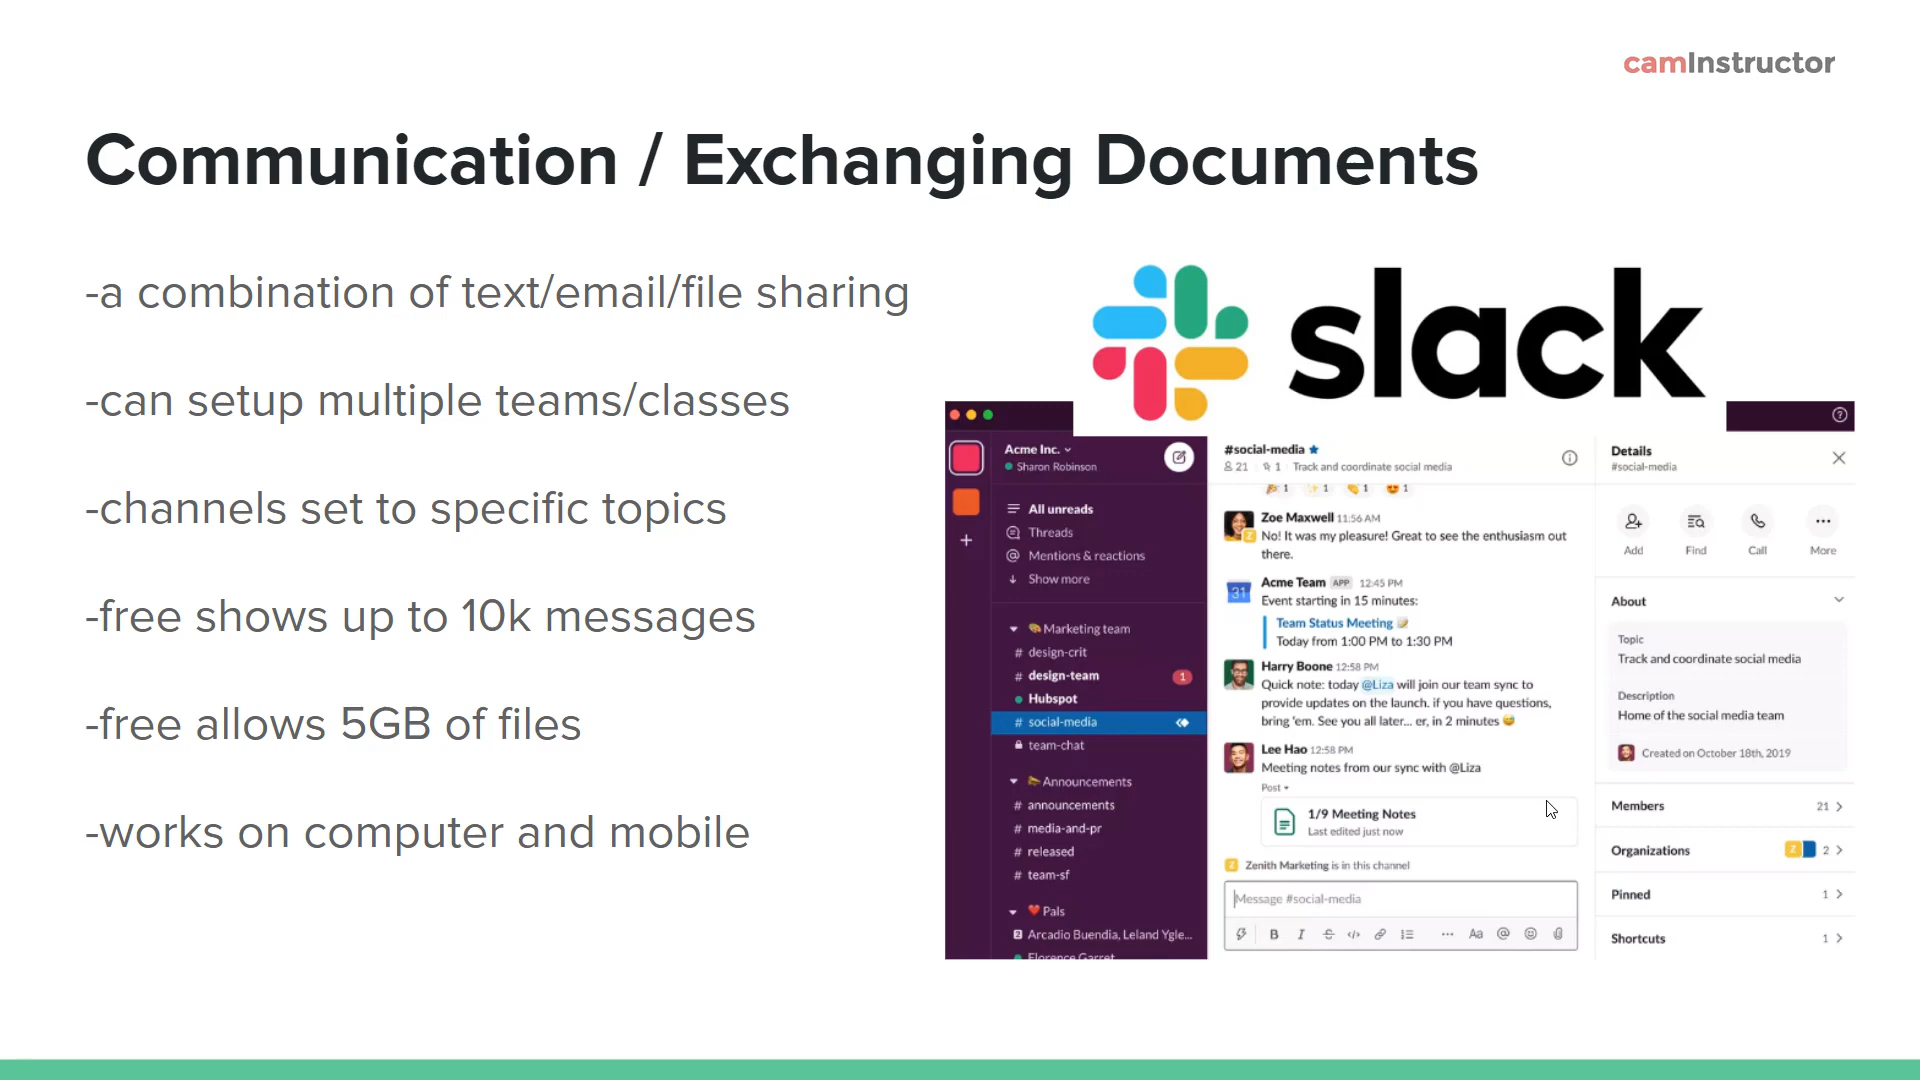 camInstructor
Communication / Exchanging Documents
-a combination of text/email/file sharing
-can setup multiple teams/classes
-channels set to specific topics
-free shows up to 10k messages
-free allows 5GB of files
-works on computer and mobile
slack
Acme Inc.
Sharon Robinson
All unreads
Threads
Mentions & reactions
Show more
Marketing team
# design-crit
# design-team 1
Hubspot
# social-media
team-chat
Announcements
# announcements
# media-and-pr
# released
# team-sf
Pals
2 Arcadio Buendia, Leland Ygle...
Florence Garret
#social-media
21 1 Track and coordinate social media
1 1 1 1
Zoe Maxwell 11:56 AM
No! It was my pleasure! Great to see the enthusiasm out
there.
31
Acme Team APP 12:45 PM
Event starting in 15 minutes:
Team Status Meeting
Today from 1:00 PM to 1:30 PM
Harry Boone 12:58 PM
Quick note: today @Liza will join our team sync to
provide updates on the launch. if you have questions,
bring 'em. See you all later... er, in 2 minutes
Lee Hao 12:58 PM
Meeting notes from our sync with @Liza
Post
1/9 Meeting Notes
Last edited just now
Z Zenith Marketing is in this channel
Message #social-media
B I S </> ... Aa @
Details
#social-media
Add Find Call More
About
Topic
Track and coordinate social media
Description
Home of the social media team
Created on October 18th, 2019
Members 21
Organizations Z 2
Pinned 1
Shortcuts 1